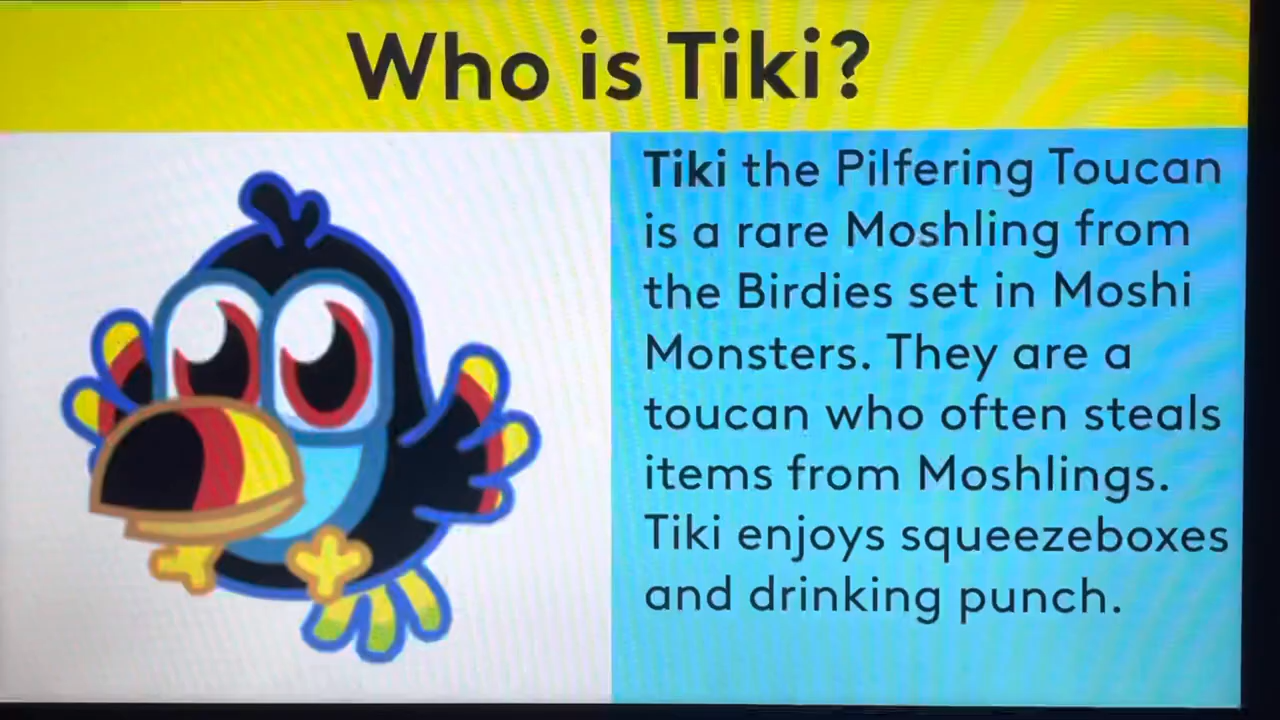 Who is Tiki?
Tiki the Pilfering Toucan
is a rare Moshling from
the Birdies set in Moshi
Monsters. They are a
toucan who often steals
items from Moshlings.
Tiki enjoys squeezeboxes
and drinking punch.